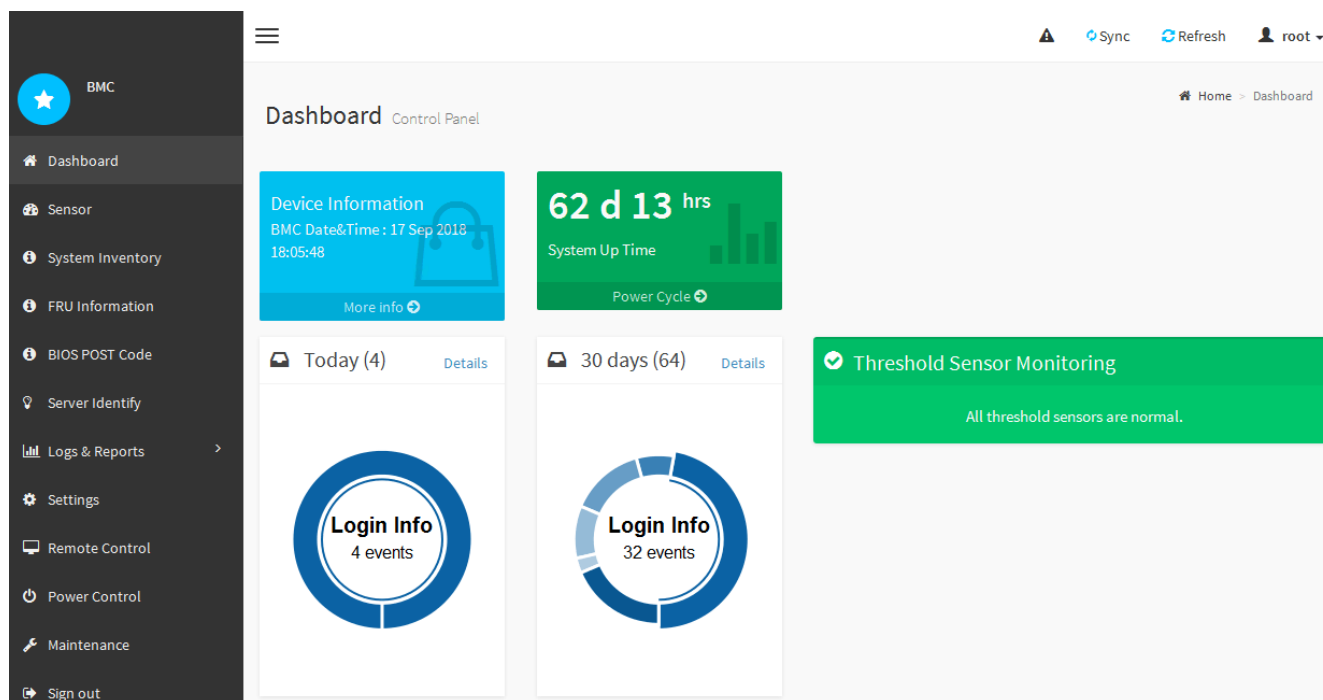 BMC
Dashboard
Sensor
System Inventory
FRU Information
BIOS POST Code
Server Identify
Logs & Reports
Settings
Remote Control
Power Control
Maintenance
Sign out
Sync Refresh root
Home > Dashboard
Dashboard Control Panel
Device Information
BMC Date&Time : 17 Sep 2018
18:05:48
More info
62 d 13 hrs
System Up Time
Power Cycle
Today (4) Details
Login Info
4 events
30 days (64) Details
Login Info
32 events
Threshold Sensor Monitoring
All threshold sensors are normal.